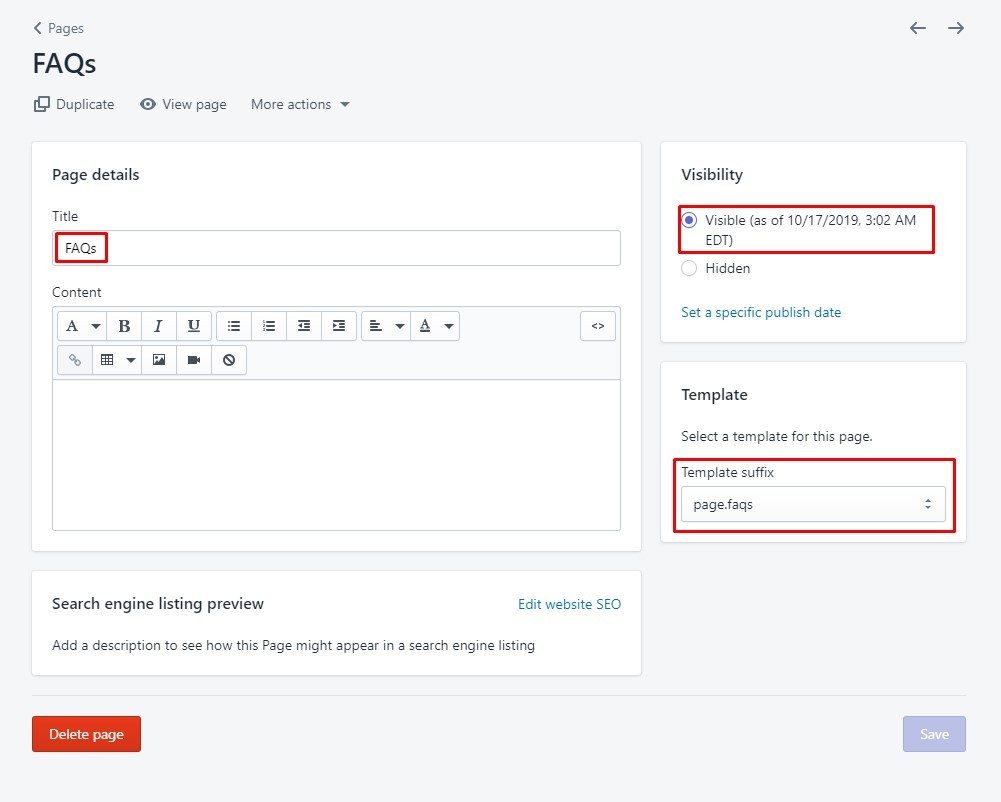 Pages
FAQs
Duplicate View page More actions
Page details
Title
FAQs
Content
A B I U A <>
Search engine listing preview Edit website SEO
Add a description to see how this Page might appear in a search engine listing
Visibility
Visible (as of 10/17/2019, 3:02 AM
EDT)
Hidden
Set a specific publish date
Template
Select a template for this page.
Template suffix
page.faqs
Delete page Save